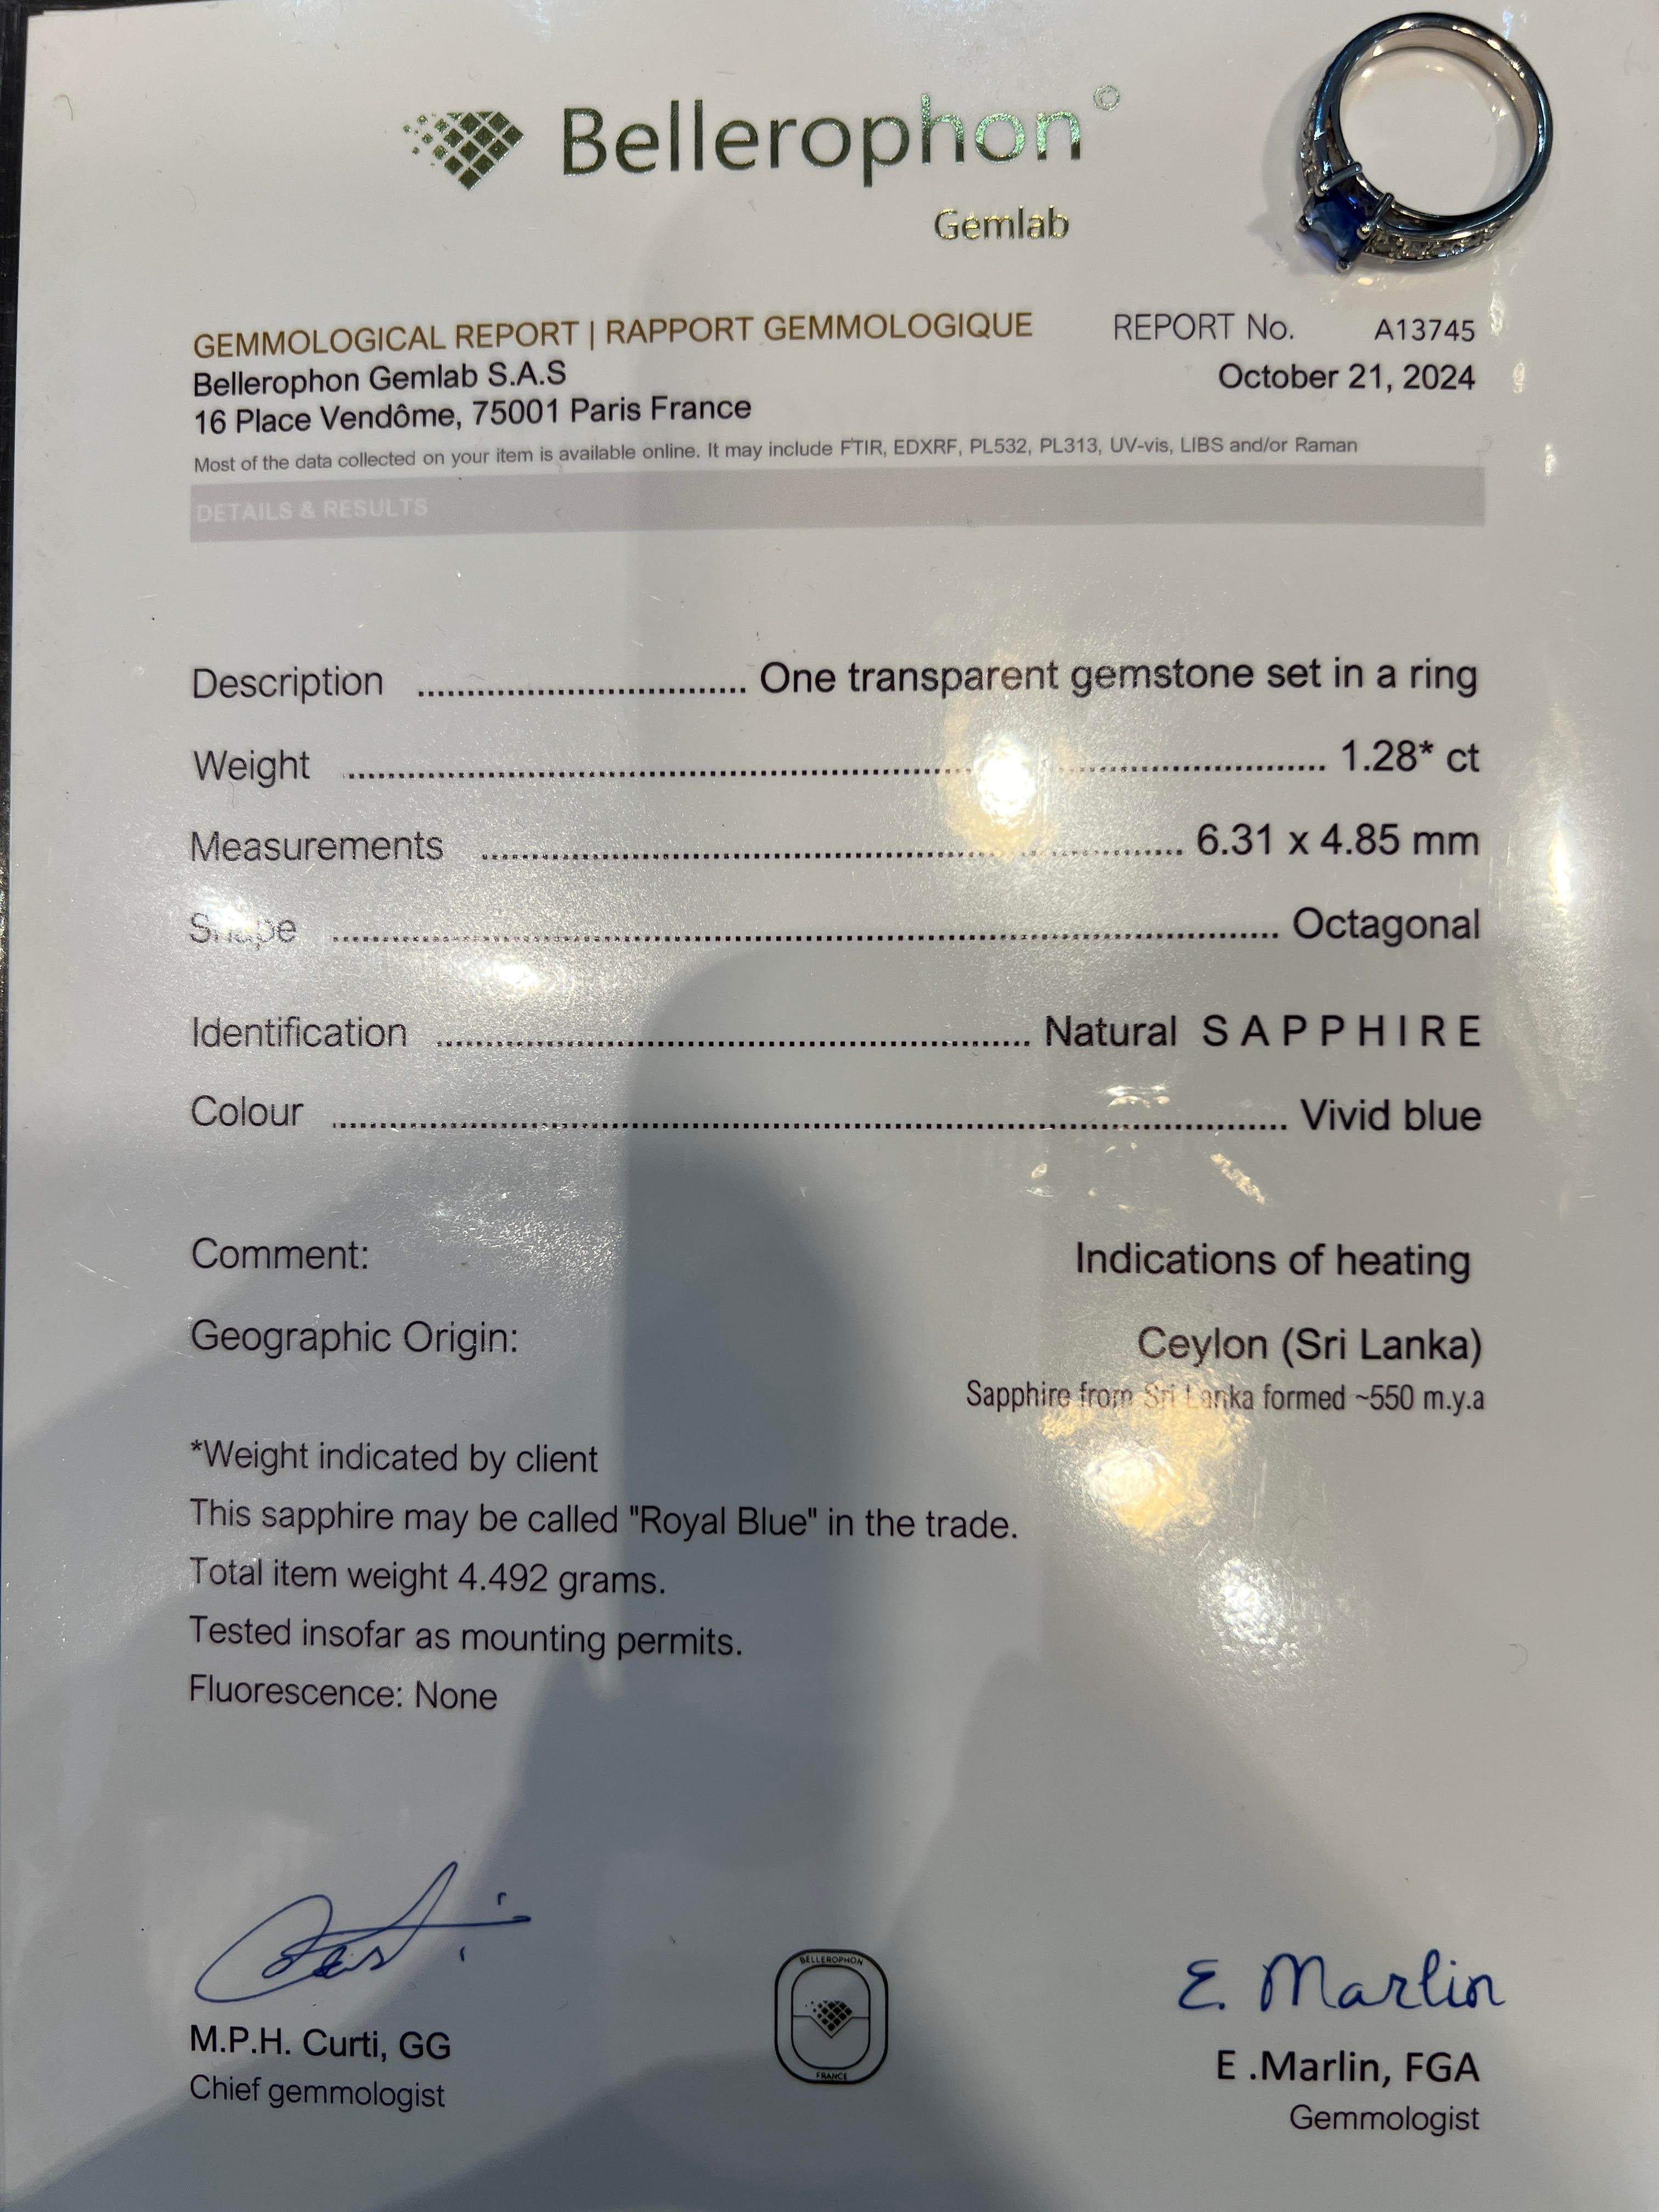 Bellerophon©
Gemlab
GEMMOLOGICAL REPORT | RAPPORT GEMMOLOGIQUE REPORT No. A13745
Bellerophon Gemlab S.A.S October 21, 2024
16 Place Vendôme, 75001 Paris France
Most of the data collected on your item is available online. It may include FTIR, EDXRF, PL532, PL313, UV-vis, LIBS and/or Raman
DETAILS & RESULTS
Description ................................ One transparent gemstone set in a ring
Weight ................................ 1.28* ct
Measurements ................................ 6.31 x 4.85 mm
Shape ................................ Octagonal
Identification ................................ Natural SAPPHIRE
Colour ................................ Vivid blue
Comment: Indications of heating
Geographic Origin: Ceylon (Sri Lanka)
Sapphire from Sri Lanka formed ~550 m.y.a
*Weight indicated by client
This sapphire may be called "Royal Blue" in the trade.
Total item weight 4.492 grams.
Tested insofar as mounting permits.
Fluorescence: None
E. Marlin
M.P.H. Curti, GG
Chief gemmologist
BELLEROPHON
FRANCE
E .Marlin, FGA
Gemmologist